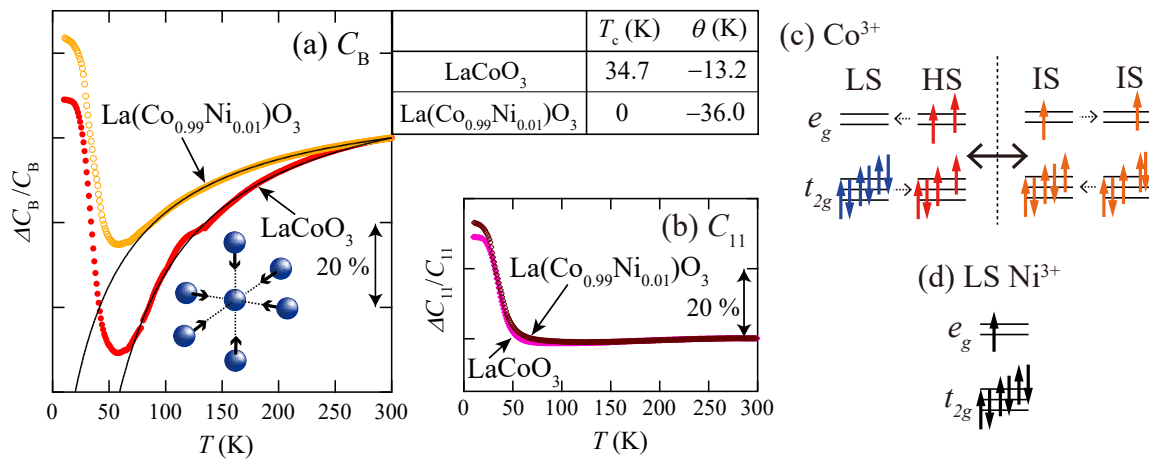 (a) C_B
ΔC_B/C_B
La(Co_0.99Ni_0.01)O_3
LaCoO_3
20 %
0 50 100 150 200 250 300
T (K)
T_c (K) θ (K)
LaCoO_3 34.7 −13.2
La(Co_0.99Ni_0.01)O_3 0 −36.0
(b) C_11
ΔC_11/C_11
La(Co_0.99Ni_0.01)O_3
20 %
LaCoO_3
0 50 100 150 200 250 300
T (K)
(c) Co^3+
LS HS IS IS
e_g
t_2g
(d) LS Ni^3+
e_g
t_2g